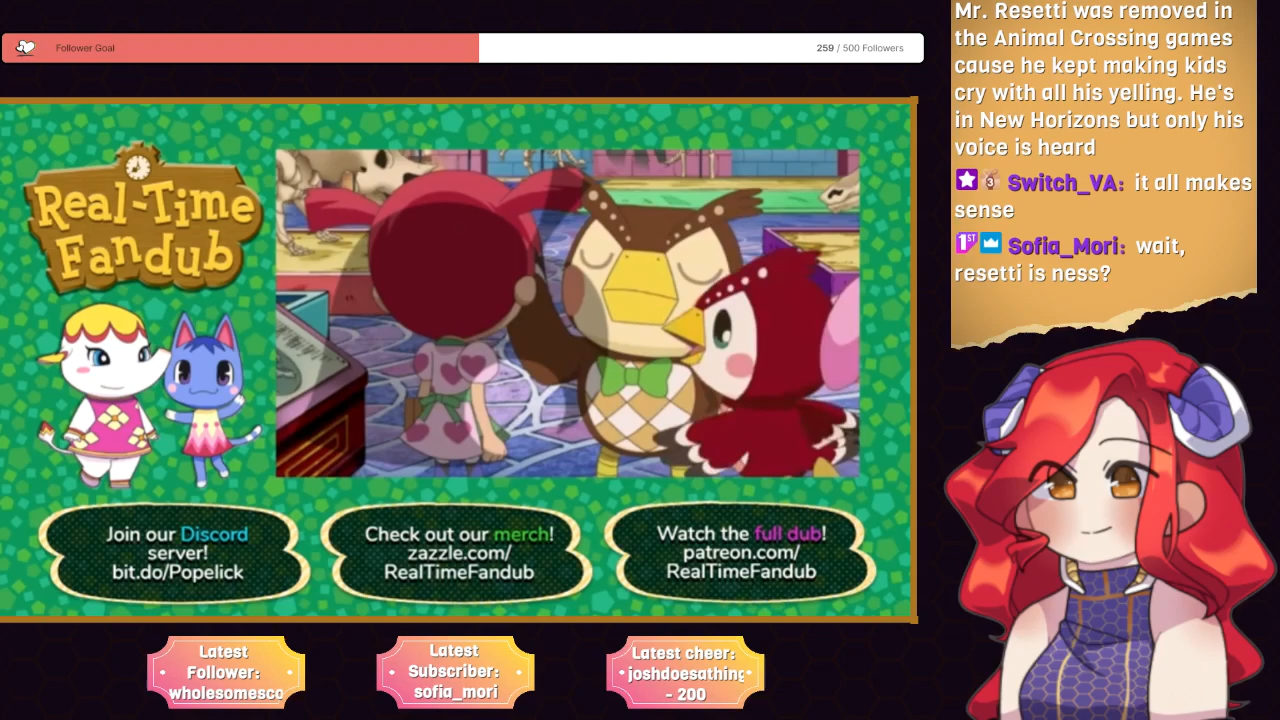 Follower Goal
259 / 500 Followers
Real-Time
Fandub
Join our Discord
server!
bit.do/Popelick
Check out our merch!
zazzle.com/
RealTimeFandub
Watch the full dub!
patreon.com/
RealTimeFandub
Latest
Follower:
wholesomesco
Latest
Subscriber:
sofia_mori
Latest cheer:
joshdoesathing
- 200
Mr. Resetti was removed in
the Animal Crossing games
cause he kept making kids
cry with all his yelling. He's
in New Horizons but only his
voice is heard
3 Switch_VA: it all makes
sense
1ST Sofia_Mori: wait,
resetti is ness?